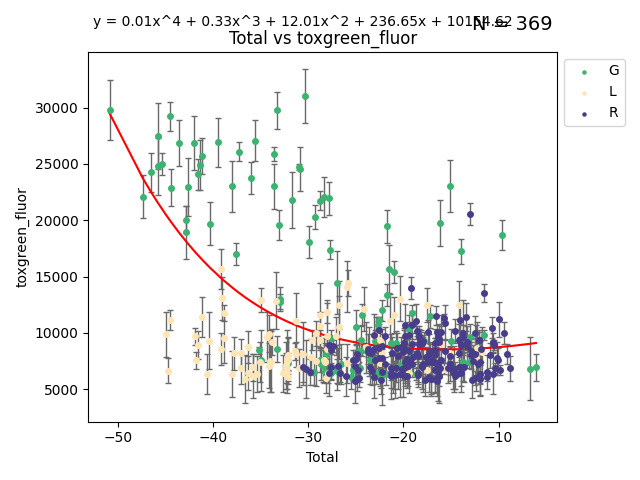 y = 0.01x^4 + 0.33x^3 + 12.01x^2 + 236.65x +
N = 369
Total vs toxgreen_fluor
G
L
R
30000
25000
20000
15000
10000
5000
toxgreen_fluor
−50 −40 −30 −20 −10
Total